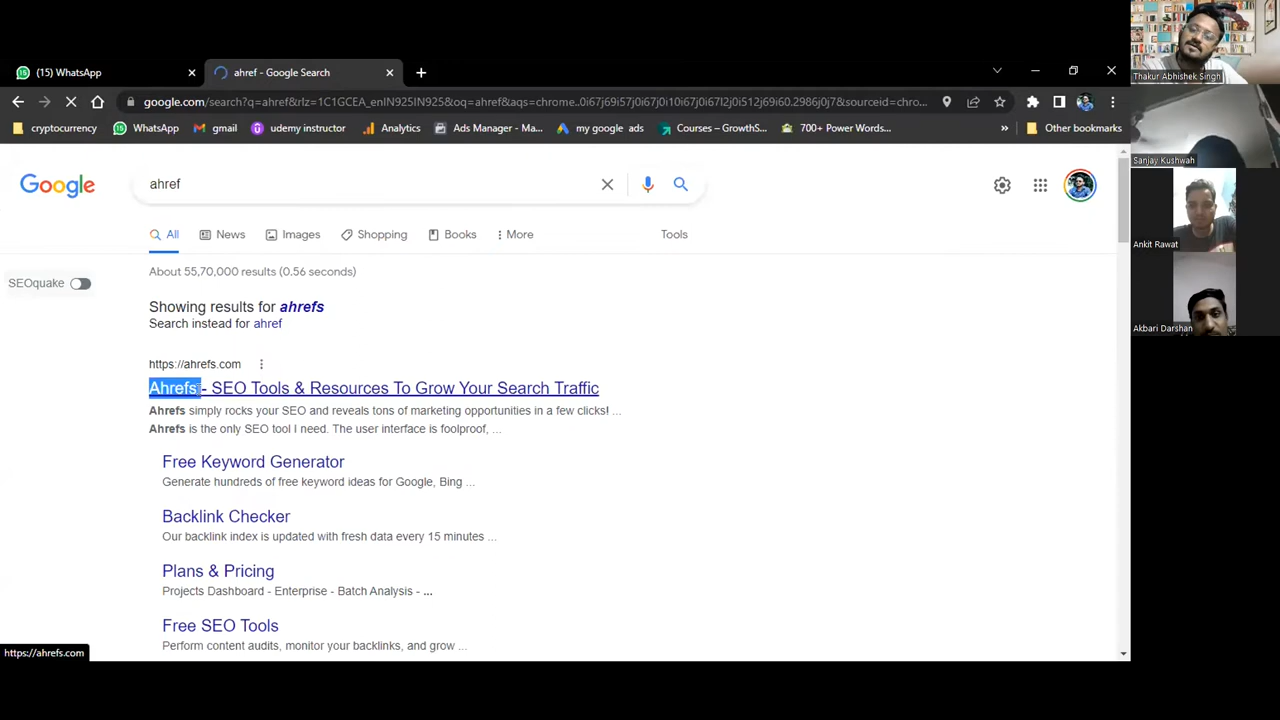 (15) WhatsApp
ahref - Google Search
google.com/search?q=ahref&rlz=1C1GCEA_enIN925IN925&oq=ahref&aqs=chrome..0i67j69i57j0i67j0i10i67j0i67l2j0i512j69i60.2986j0j7&sourceid=chro...
cryptocurrency
WhatsApp
gmail
udemy instructor
Analytics
Ads Manager - Ma...
my google ads
Courses – GrowthS...
700+ Power Words...
»
Other bookmarks
Google
ahref
All
News
Images
Shopping
Books
More
Tools
About 55,70,000 results (0.56 seconds)
SEOquake
Showing results for ahrefs
Search instead for ahref
https://ahrefs.com
Ahrefs - SEO Tools & Resources To Grow Your Search Traffic
Ahrefs simply rocks your SEO and reveals tons of marketing opportunities in a few clicks! ...
Ahrefs is the only SEO tool I need. The user interface is foolproof, ...
Free Keyword Generator
Generate hundreds of free keyword ideas for Google, Bing ...
Backlink Checker
Our backlink index is updated with fresh data every 15 minutes ...
Plans & Pricing
Projects Dashboard - Enterprise - Batch Analysis - ...
Free SEO Tools
Perform content audits, monitor your backlinks, and grow ...
https://ahrefs.com
Thakur Abhishek Singh
Sanjay Kushwah
Ankit Rawat
Akbari Darshan